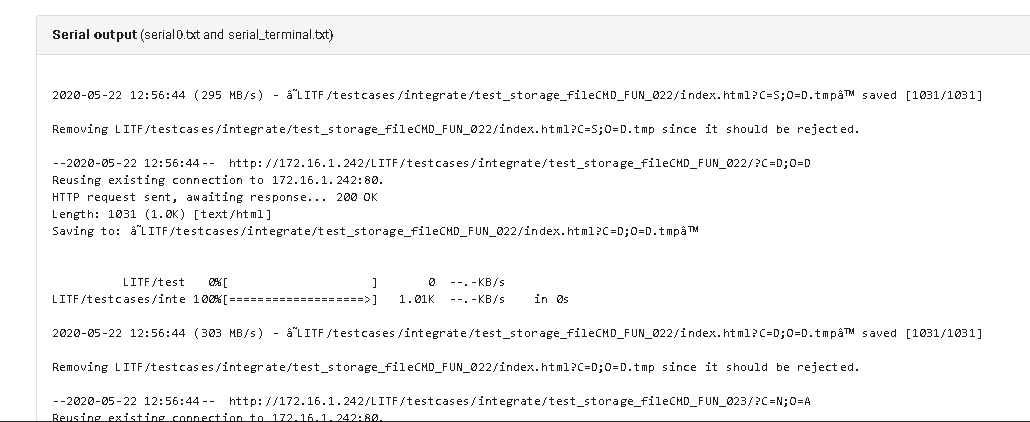 Serial output (serial0.txt and serial_terminal.txt)
2020-05-22 12:56:44 (295 MB/s) - â˜LITF/testcases/integrate/test_storage_fileCMD_FUN_022/index.html?C=S;O=D.tmpâ™ saved [1031/1031]
Removing LITF/testcases/integrate/test_storage_fileCMD_FUN_022/index.html?C=S;O=D.tmp since it should be rejected.
--2020-05-22 12:56:44--  http://172.16.1.242/LITF/testcases/integrate/test_storage_fileCMD_FUN_022/?C=D;O=D
Reusing existing connection to 172.16.1.242:80.
HTTP request sent, awaiting response... 200 OK
Length: 1031 (1.0K) [text/html]
Saving to: â˜LITF/testcases/integrate/test_storage_fileCMD_FUN_022/index.html?C=D;O=D.tmpâ™
LITF/test   0%[                    ]       0  --.-KB/s
LITF/testcases/inte 100%[===================>]   1.01K  --.-KB/s    in 0s
2020-05-22 12:56:44 (303 MB/s) - â˜LITF/testcases/integrate/test_storage_fileCMD_FUN_022/index.html?C=D;O=D.tmpâ™ saved [1031/1031]
Removing LITF/testcases/integrate/test_storage_fileCMD_FUN_022/index.html?C=D;O=D.tmp since it should be rejected.
--2020-05-22 12:56:44--  http://172.16.1.242/LITF/testcases/integrate/test_storage_fileCMD_FUN_023/?C=N;O=A
Reusing existing connection to 172.16.1.242:80.